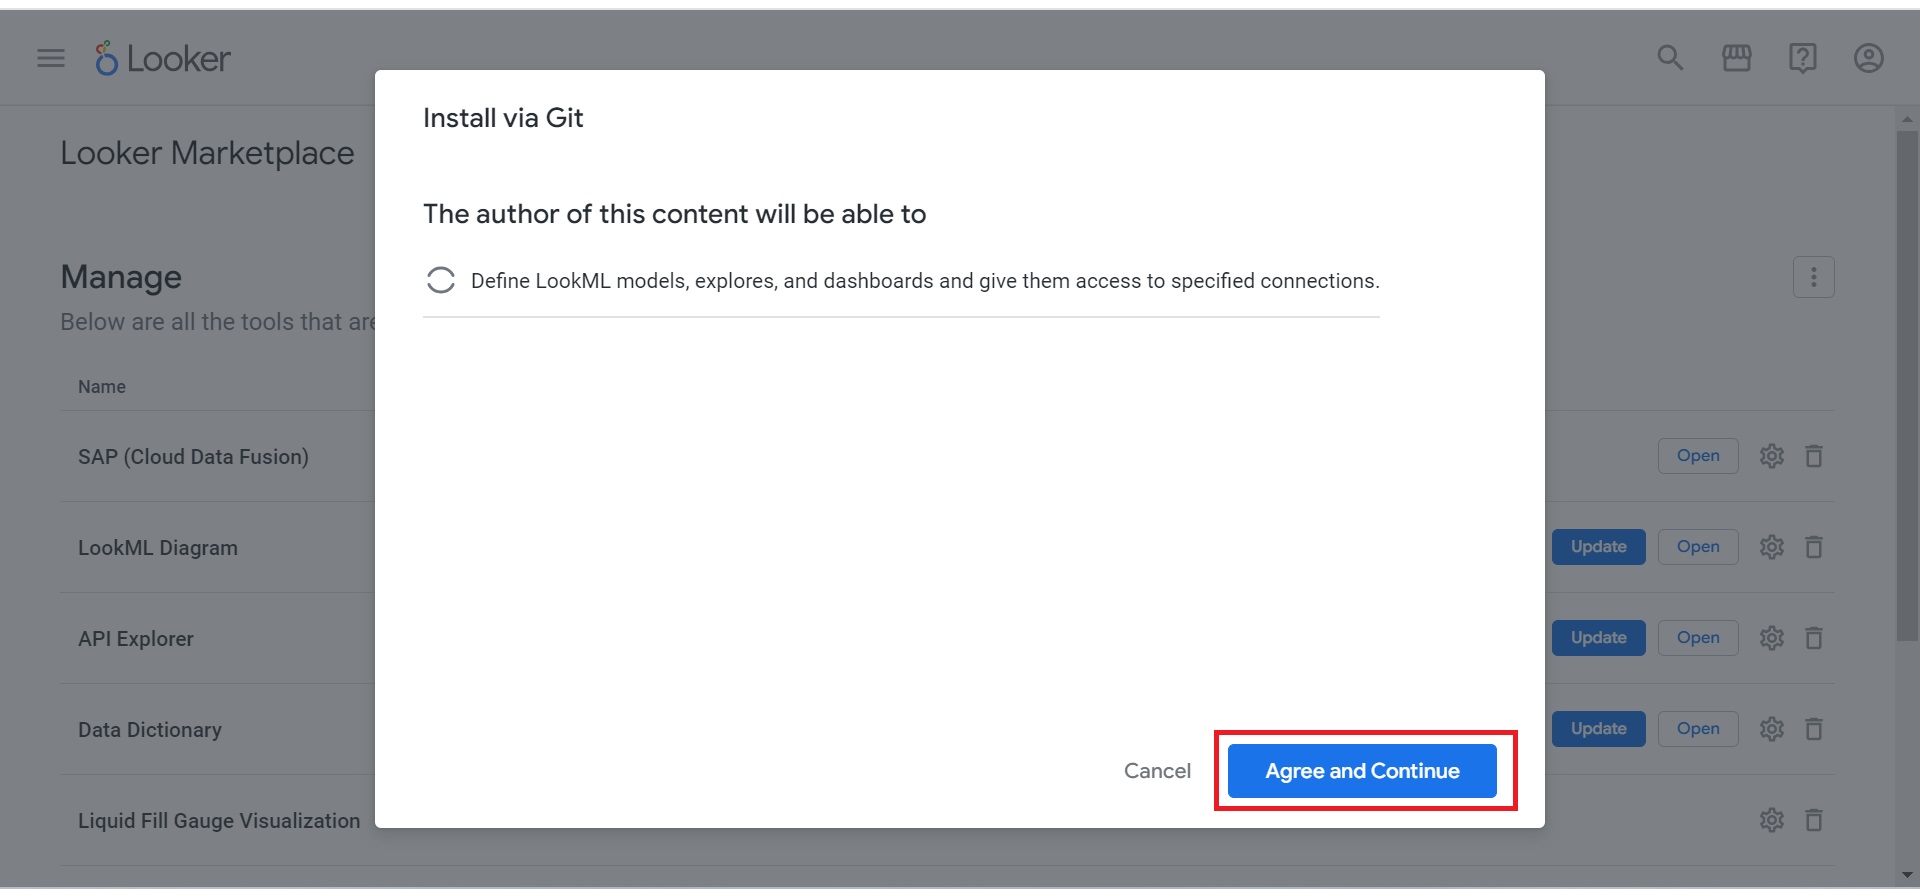 Looker
Install via Git
Looker Marketplace
The author of this content will be able to
Manage
Define LookML models, explores, and dashboards and give them access to specified connections.
Below are all the tools that are
Name
SAP (Cloud Data Fusion)
Open
LookML Diagram
Update
Open
API Explorer
Update
Open
Data Dictionary
Update
Open
Cancel
Agree and Continue
Liquid Fill Gauge Visualization